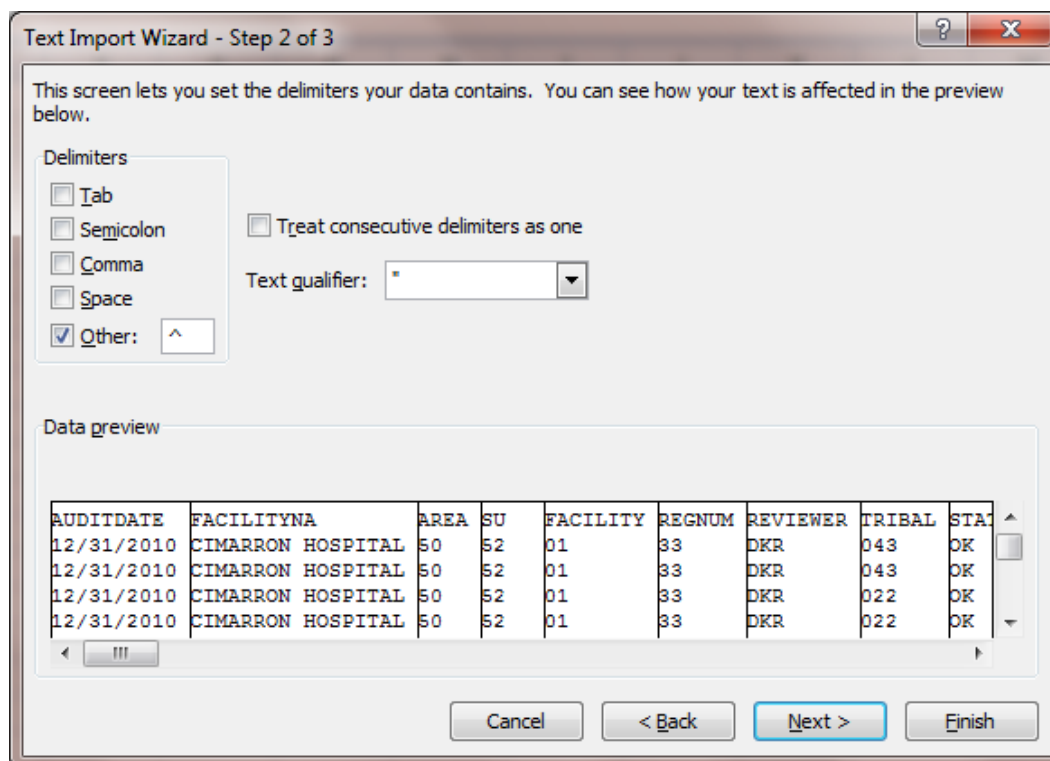 Text Import Wizard - Step 2 of 3
This screen lets you set the delimiters your data contains.  You can see how your text is affected in the preview
below.
Delimiters
Tab
Semicolon
Treat consecutive delimiters as one
Comma
Text qualifier: "
Space
Other: ^
Data preview
AUDITDATE FACILITYNA AREA SU FACILITY REGNUM REVIEWER TRIBAL STAT
12/31/2010 CIMARRON HOSPITAL 50 52 01 33 DKR 043 OK
12/31/2010 CIMARRON HOSPITAL 50 52 01 33 DKR 043 OK
12/31/2010 CIMARRON HOSPITAL 50 52 01 33 DKR 022 OK
12/31/2010 CIMARRON HOSPITAL 50 52 01 33 DKR 022 OK
Cancel < Back Next > Finish